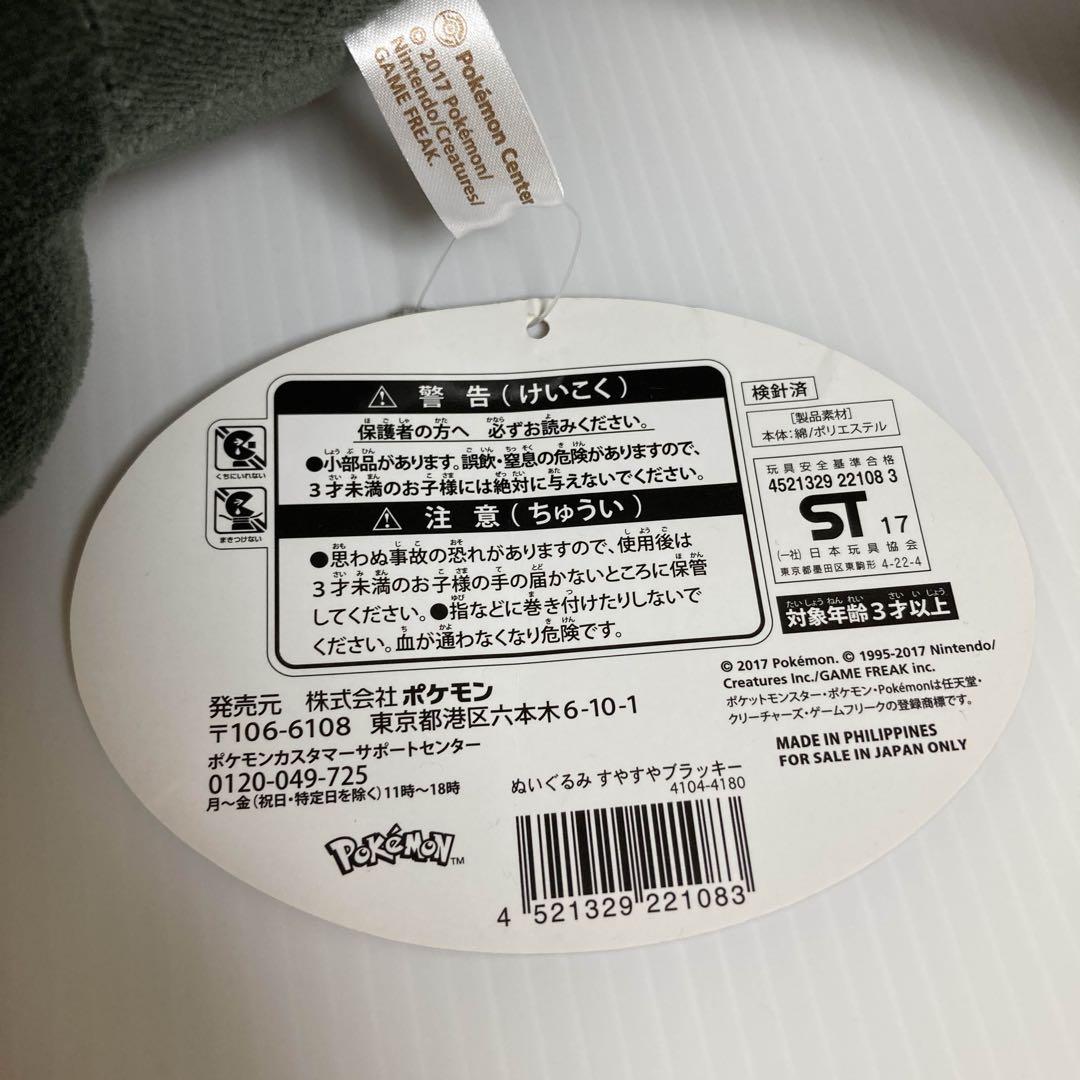 Pokémon Center
© 2017 Pokémon/
Nintendo/Creatures/
GAME FREAK.
警告(けいこく)
保護者の方へ 必ずお読みください。
●小部品があります。誤飲・窒息の危険がありますので、
3才未満のお子様には絶対に与えないでください。
注意(ちゅうい)
●思わぬ事故の恐れがありますので、使用後は
3才未満のお子様の手の届かないところに保管
してください。●指などに巻き付けたりしないで
ください。血が通わなくなり危険です。
くちにいれない
まきつけない
検針済
[製品素材]
本体:綿/ポリエステル
玩具安全基準合格
4521329 22108 3
ST 17
(一社)日本玩具協会
東京都墨田区東駒形 4-22-4
対象年齢3才以上
© 2017 Pokémon. © 1995-2017 Nintendo/
Creatures Inc./GAME FREAK inc.
ポケットモンスター・ポケモン・Pokémonは任天堂・
クリーチャーズ・ゲームフリークの登録商標です。
MADE IN PHILIPPINES
FOR SALE IN JAPAN ONLY
発売元 株式会社ポケモン
〒106-6108 東京都港区六本木6-10-1
ポケモンカスタマーサポートセンター
0120-049-725
月~金(祝日・特定日を除く)11時~18時
POKéMON™
ぬいぐるみ すやすやブラッキー
4104-4180
4 521329 221083